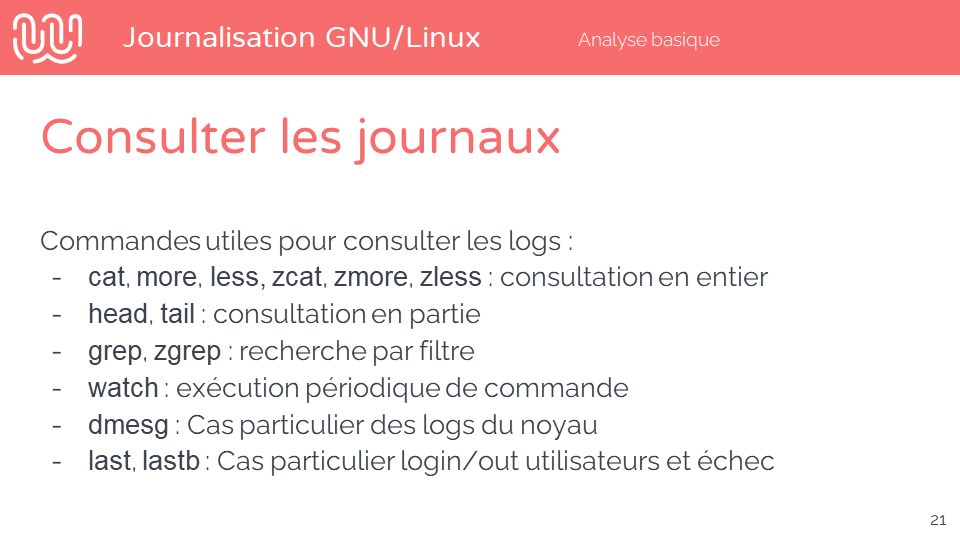 Journalisation GNU/Linux
Analyse basique
Consulter les journaux
Commandes utiles pour consulter les logs :
- cat, more, less, zcat, zmore, zless : consultation en entier
- head, tail : consultation en partie
- grep, zgrep : recherche par filtre
- watch : exécution périodique de commande
- dmesg : Cas particulier des logs du noyau
- last, lastb : Cas particulier login/out utilisateurs et échec
21